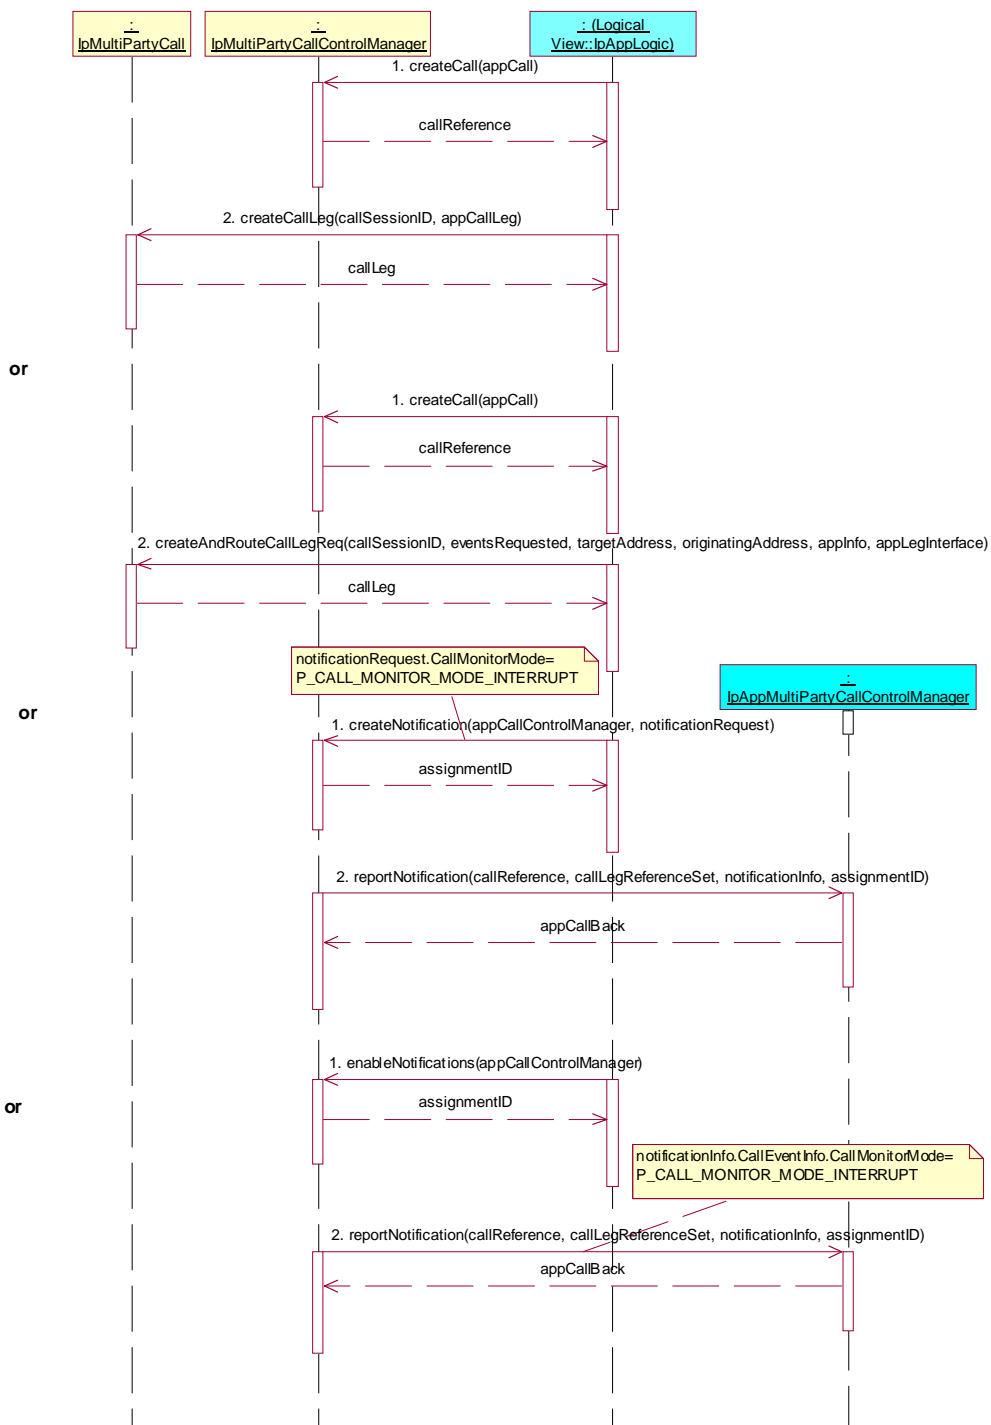 :
IpMultiPartyCall
:
IpMultiPartyCallControlManager
: (Logical
View::IpAppLogic)
1. createCall(appCall)
callReference
2. createCallLeg(callSessionID, appCallLeg)
callLeg
or
1. createCall(appCall)
callReference
2. createAndRouteCallLegReq(callSessionID, eventsRequested, targetAddress, originatingAddress, appInfo, appLegInterface)
callLeg
notificationRequest.CallMonitorMode=
P_CALL_MONITOR_MODE_INTERRUPT
:
IpAppMultiPartyCallControlManager
or
1. createNotification(appCallControlManager, notificationRequest)
assignmentID
2. reportNotification(callReference, callLegReferenceSet, notificationInfo, assignmentID)
appCallBack
1. enableNotifications(appCallControlManager)
or
assignmentID
notificationInfo.CallEventInfo.CallMonitorMode=
P_CALL_MONITOR_MODE_INTERRUPT
2. reportNotification(callReference, callLegReferenceSet, notificationInfo, assignmentID)
appCallBack